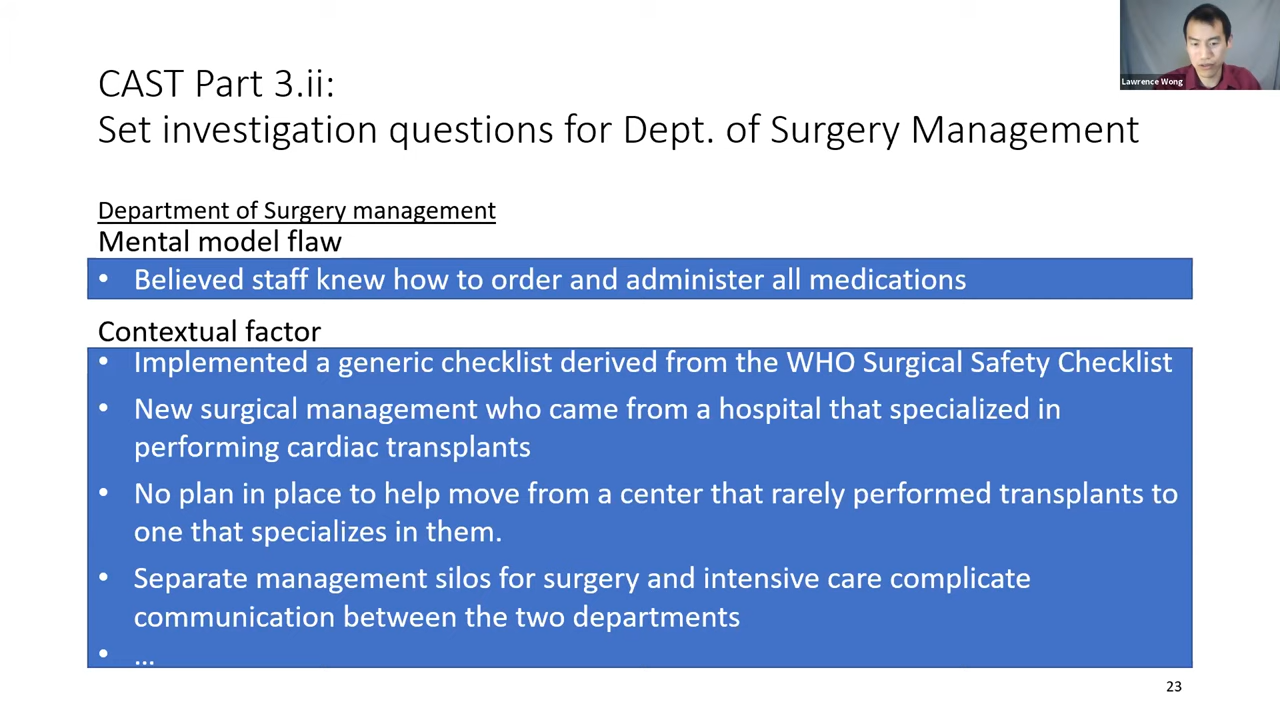 Lawrence Wong
CAST Part 3.ii:
Set investigation questions for Dept. of Surgery Management
Department of Surgery management
Mental model flaw
• Believed staff knew how to order and administer all medications
Contextual factor
• Implemented a generic checklist derived from the WHO Surgical Safety Checklist
• New surgical management who came from a hospital that specialized in
performing cardiac transplants
• No plan in place to help move from a center that rarely performed transplants to
one that specializes in them.
• Separate management silos for surgery and intensive care complicate
communication between the two departments
• ...
23